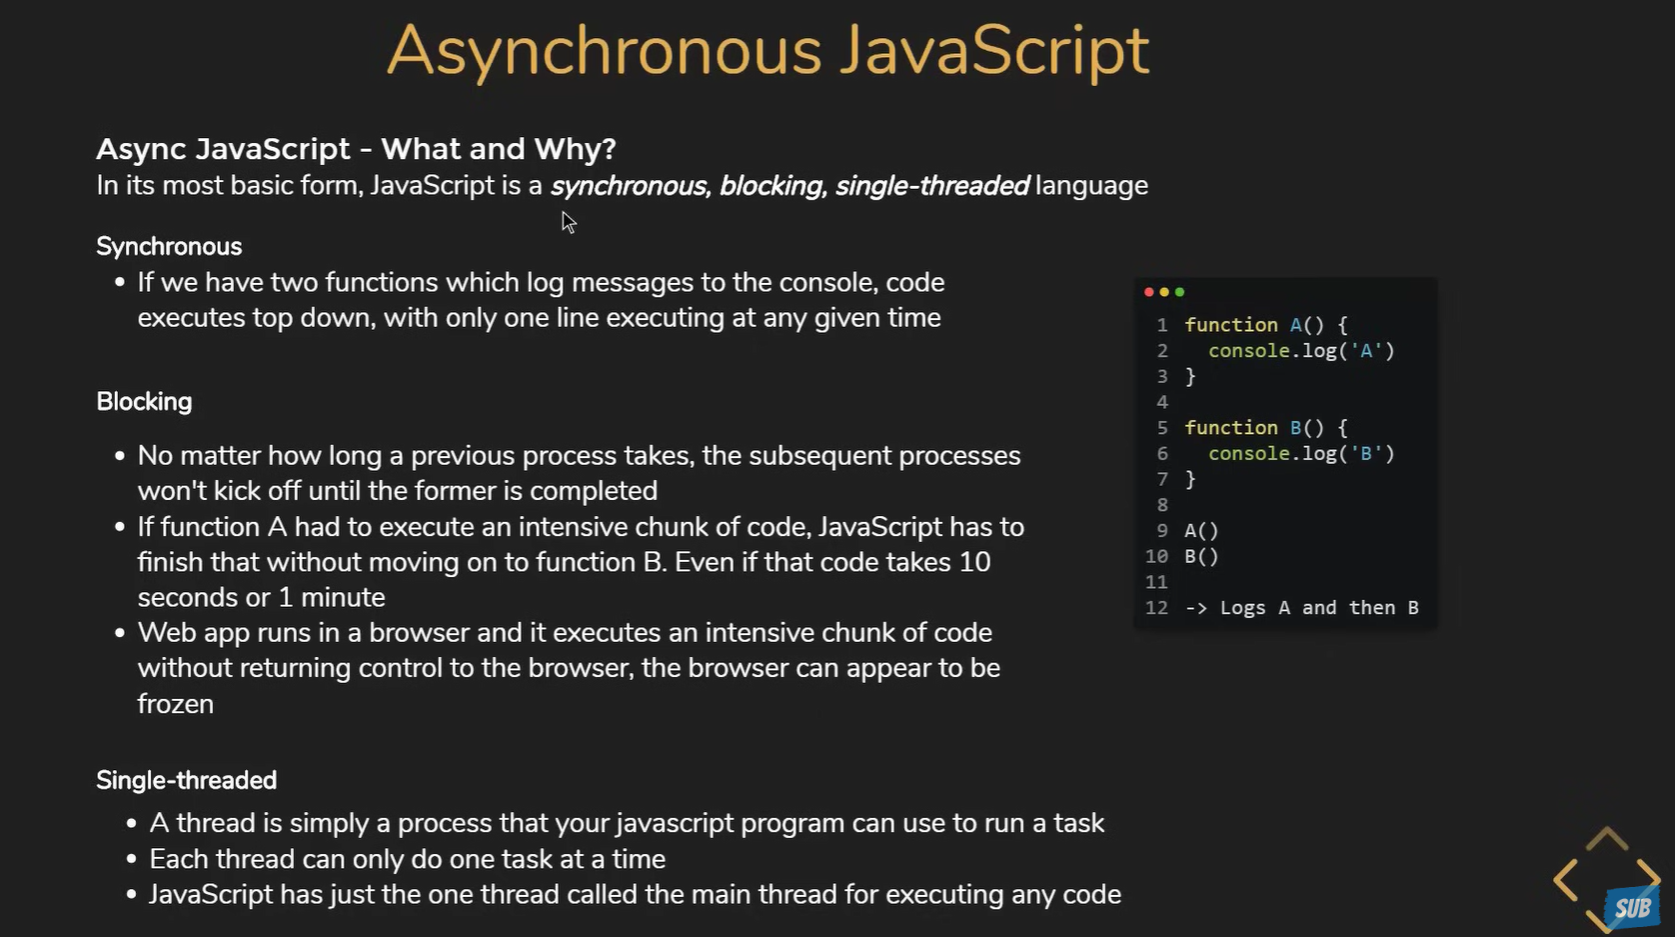 Asynchronous JavaScript
Async JavaScript - What and Why?
In its most basic form, JavaScript is a synchronous, blocking, single-threaded language
Synchronous
• If we have two functions which log messages to the console, code
executes top down, with only one line executing at any given time
Blocking
• No matter how long a previous process takes, the subsequent processes
won't kick off until the former is completed
• If function A had to execute an intensive chunk of code, JavaScript has to
finish that without moving on to function B. Even if that code takes 10
seconds or 1 minute
• Web app runs in a browser and it executes an intensive chunk of code
without returning control to the browser, the browser can appear to be
frozen
Single-threaded
• A thread is simply a process that your javascript program can use to run a task
• Each thread can only do one task at a time
• JavaScript has just the one thread called the main thread for executing any code
1 function A() {
2   console.log('A')
3 }
4
5 function B() {
6   console.log('B')
7 }
8
9 A()
10 B()
11
12 -> Logs A and then B
SUB